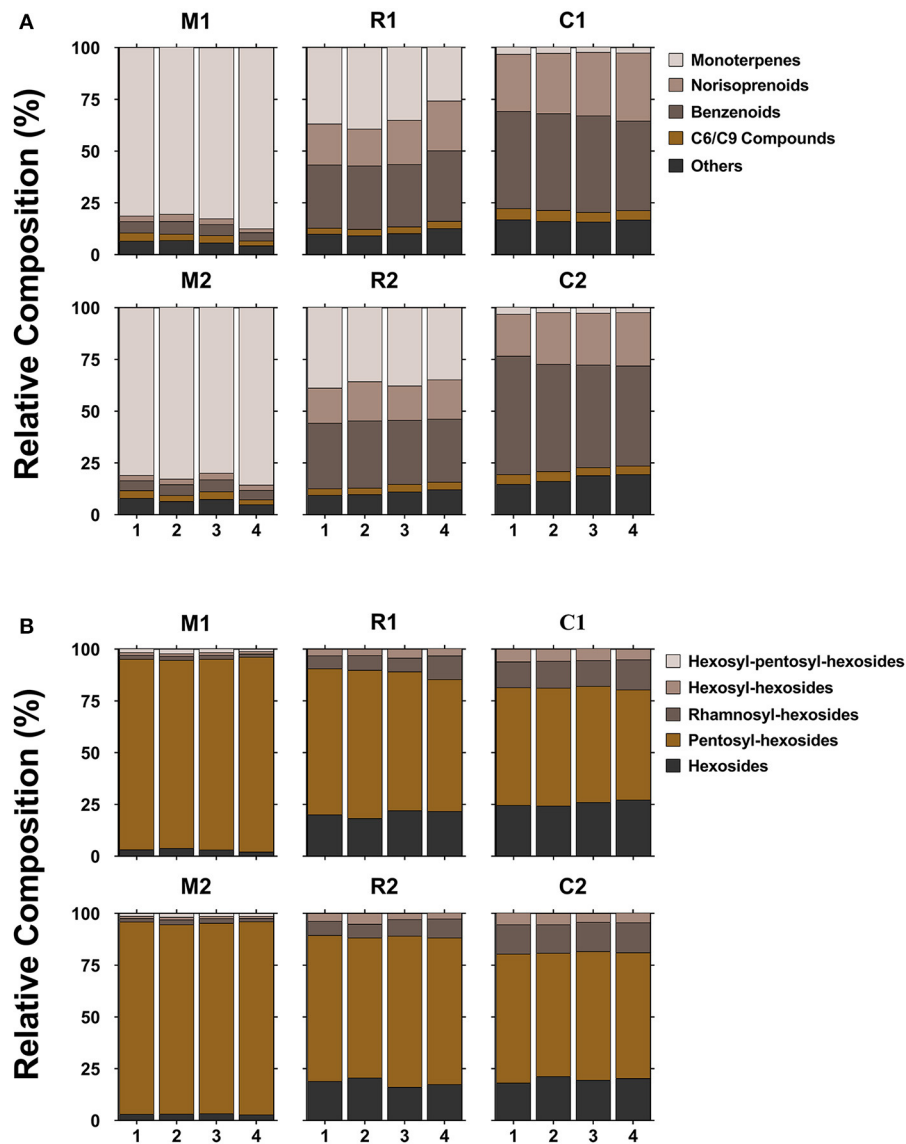 A
M1
R1
C1
Relative Composition (%)
100
75
50
25
0
Monoterpenes
Norisoprenoids
Benzenoids
C6/C9 Compounds
Others
M2
R2
C2
Relative Composition (%)
100
75
50
25
0
1 2 3 4
1 2 3 4
1 2 3 4
B
M1
R1
C1
Relative Composition (%)
100
75
50
25
0
Hexosyl-pentosyl-hexosides
Hexosyl-hexosides
Rhamnosyl-hexosides
Pentosyl-hexosides
Hexosides
M2
R2
C2
Relative Composition (%)
100
75
50
25
0
1 2 3 4
1 2 3 4
1 2 3 4